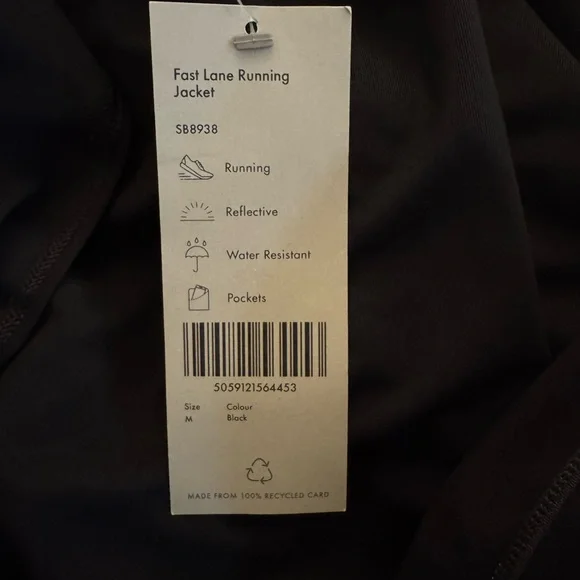 Fast Lane Running
Jacket
SB8938
Running
Reflective
Water Resistant
Pockets
5059121564453
Size Colour
M Black
MADE FROM 100% RECYCLED CARD